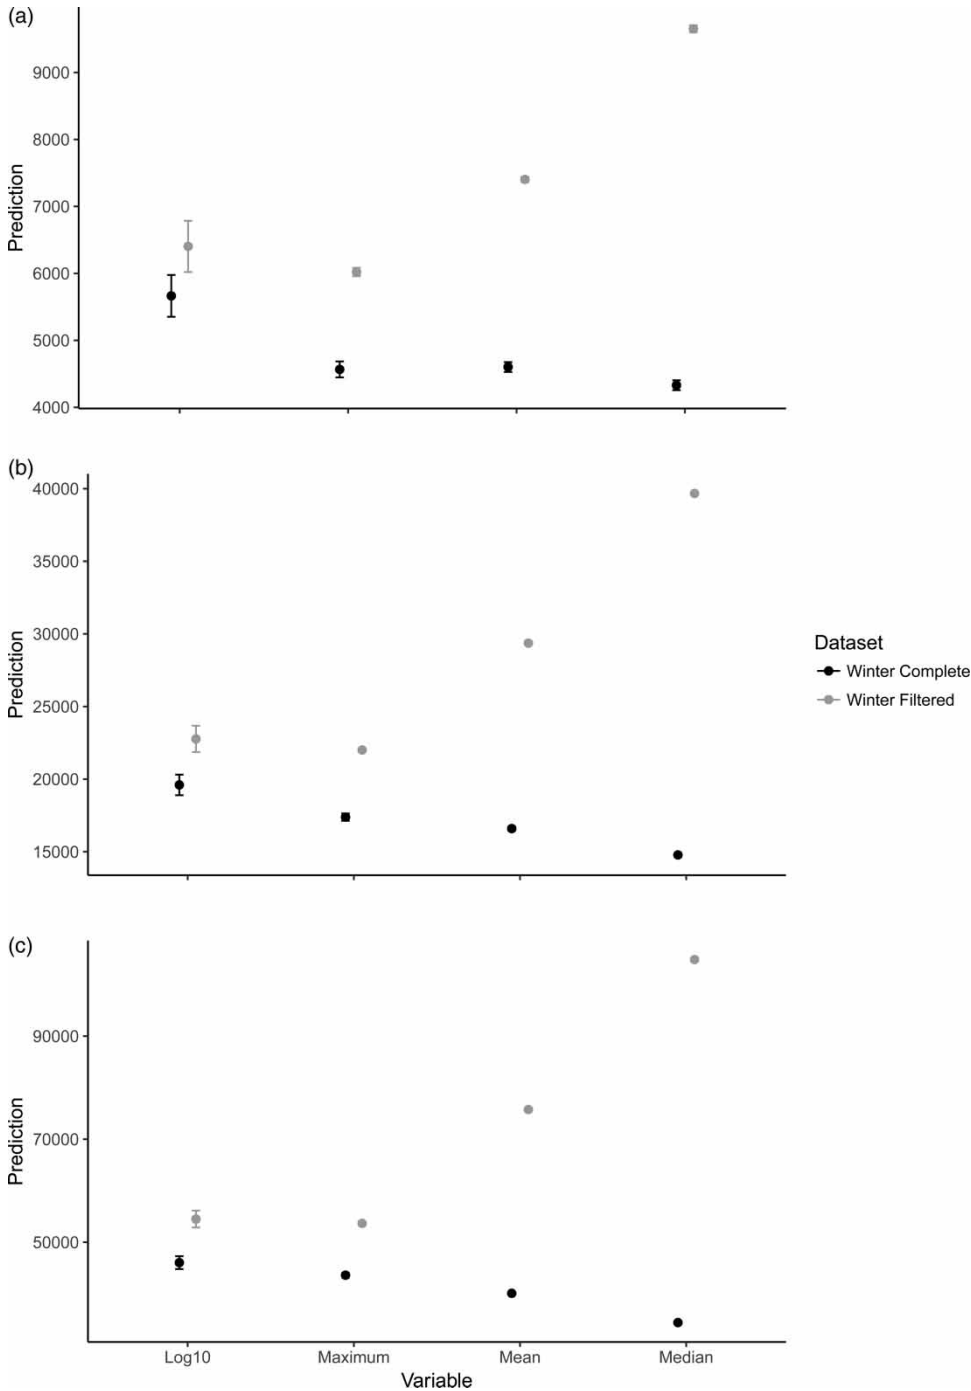 (a)
9000
8000
7000
6000
5000
4000
Prediction
(b)
40000
35000
30000
25000
20000
15000
Prediction
Dataset
Winter Complete
Winter Filtered
(c)
90000
70000
50000
Prediction
Log10 Maximum Mean Median
Variable